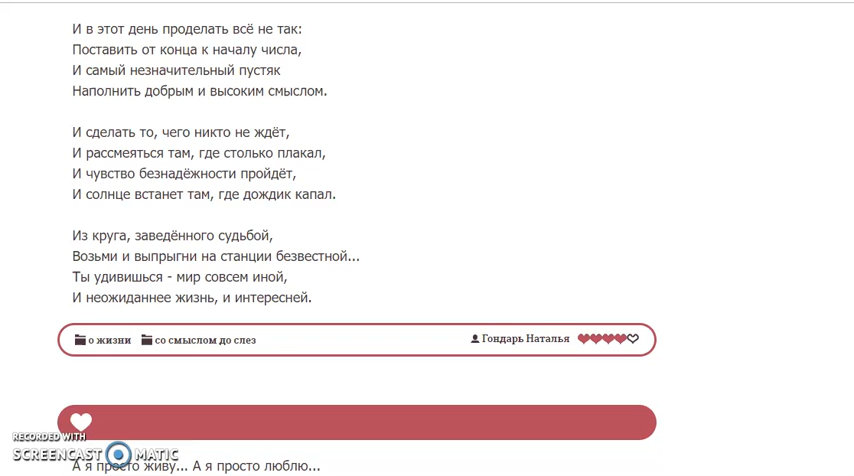 И в этот день проделать всё не так:
Поставить от конца к началу числа,
И самый незначительный пустяк
Наполнить добрым и высоким смыслом.
И сделать то, чего никто не ждёт,
И рассмеяться там, где столько плакал,
И чувство безнадёжности пройдёт,
И солнце встанет там, где дождик капал.
Из круга, заведённого судьбой,
Возьми и выпрыгни на станции безвестной...
Ты удивишься - мир совсем иной,
И неожиданнее жизнь, и интересней.
о жизни со смыслом до слез Гондарь Наталья
RECORDED WITH
SCREENCAST MATIC
А я просто живу... А я просто люблю...